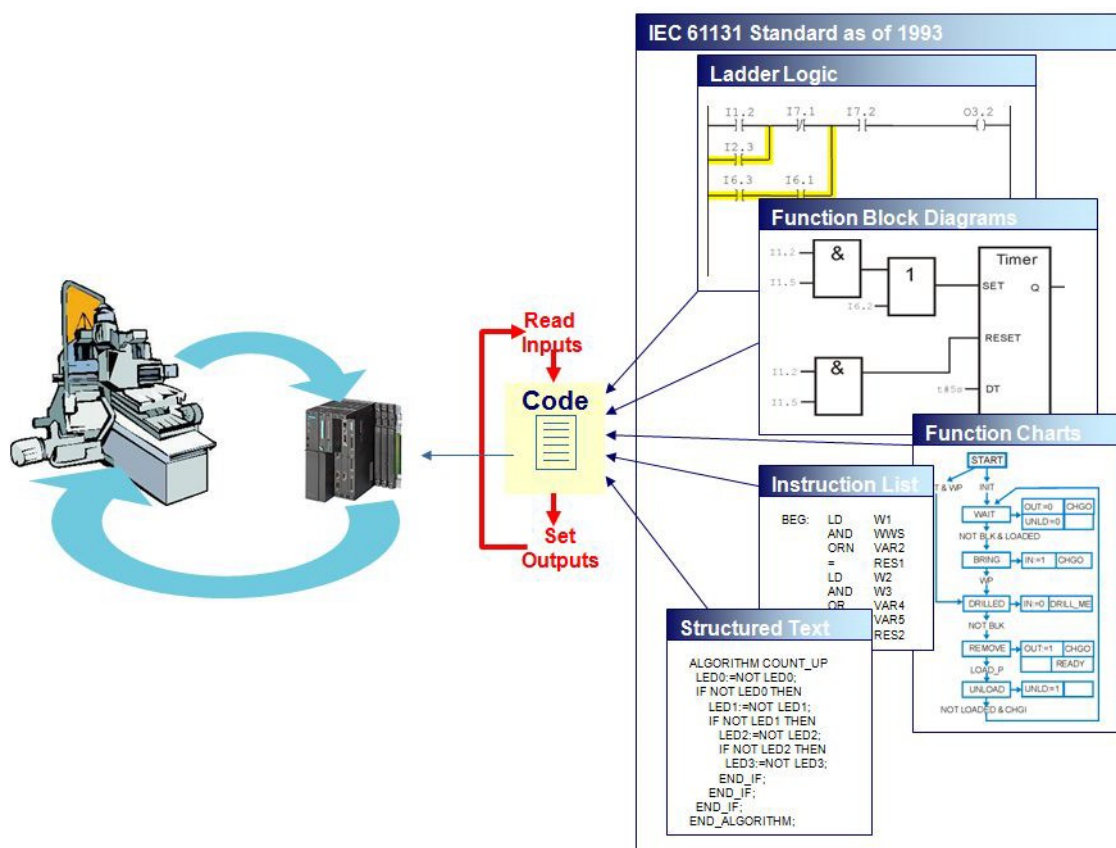 IEC 61131 Standard as of 1993
Ladder Logic
I1.2 I7.1 I7.2 O3.2
I2.3
I6.3 I6.1
Function Block Diagrams
I1.2
&
I1.5
1
I6.2
Timer
SET Q
RESET
I1.2
&
I1.5
t#5s DT
Function Charts
START
T & WP INIT
WAIT OUT:=0 CHGO
UNLD:=0
NOT BLK & LOADED
BRING IN:=1 CHGO
WP
DRILLED IN:=0 DRILL_ME
NOT BLK
REMOVE OUT:=1 CHGO
READY
LOAD_P
UNLOAD UNLD:=1
NOT LOADED & CHGI
Instruction List
BEG: LD W1
AND WWS
ORN VAR2
= RES1
LD W2
AND W3
OR VAR4
VAR5
RES2
Structured Text
ALGORITHM COUNT_UP
LED0:=NOT LED0;
IF NOT LED0 THEN
LED1:=NOT LED1;
IF NOT LED1 THEN
LED2:=NOT LED2;
IF NOT LED2 THEN
LED3:=NOT LED3;
END_IF;
END_IF;
END_IF;
END_ALGORITHM;
Read
Inputs
Code
Set
Outputs